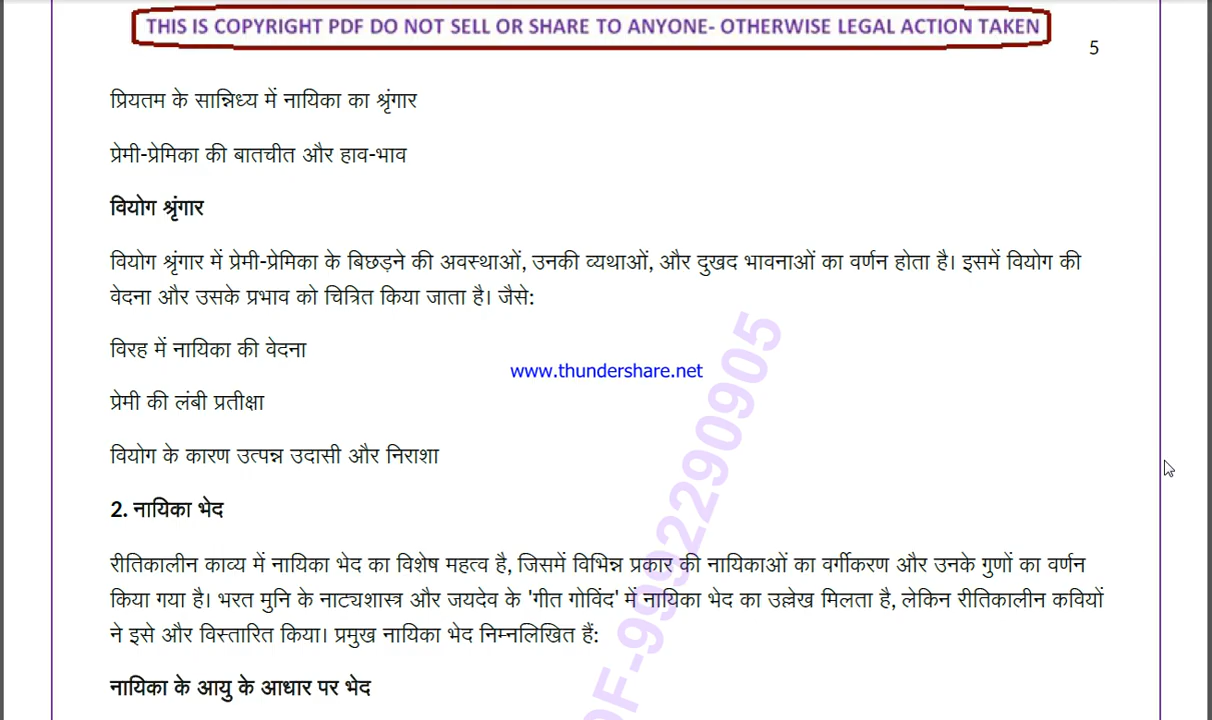 THIS IS COPYRIGHT PDF DO NOT SELL OR SHARE TO ANYONE- OTHERWISE LEGAL ACTION TAKEN
5
प्रियतम के सान्निध्य में नायिका का श्रृंगार
प्रेमी-प्रेमिका की बातचीत और हाव-भाव
वियोग श्रृंगार
वियोग श्रृंगार में प्रेमी-प्रेमिका के बिछड़ने की अवस्थाओं, उनकी व्यथाओं, और दुखद भावनाओं का वर्णन होता है। इसमें वियोग की
वेदना और उसके प्रभाव को चित्रित किया जाता है। जैसे:
विरह में नायिका की वेदना
www.thundershare.net
प्रेमी की लंबी प्रतीक्षा
वियोग के कारण उत्पन्न उदासी और निराशा
2. नायिका भेद
रीतिकालीन काव्य में नायिका भेद का विशेष महत्व है, जिसमें विभिन्न प्रकार की नायिकाओं का वर्गीकरण और उनके गुणों का वर्णन
किया गया है। भरत मुनि के नाट्यशास्त्र और जयदेव के 'गीत गोविंद' में नायिका भेद का उल्लेख मिलता है, लेकिन रीतिकालीन कवियों
ने इसे और विस्तारित किया। प्रमुख नायिका भेद निम्नलिखित हैं:
नायिका के आयु के आधार पर भेद
DF-9992290905